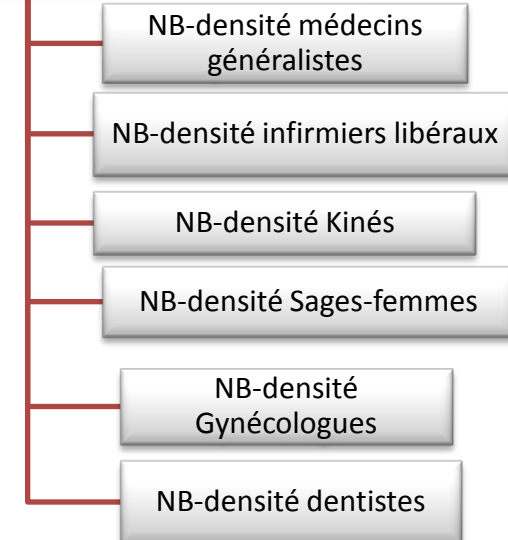 NB-densité médecins
généralistes
NB-densité infirmiers libéraux
NB-densité Kinés
NB-densité Sages-femmes
NB-densité
Gynécologues
NB-densité dentistes